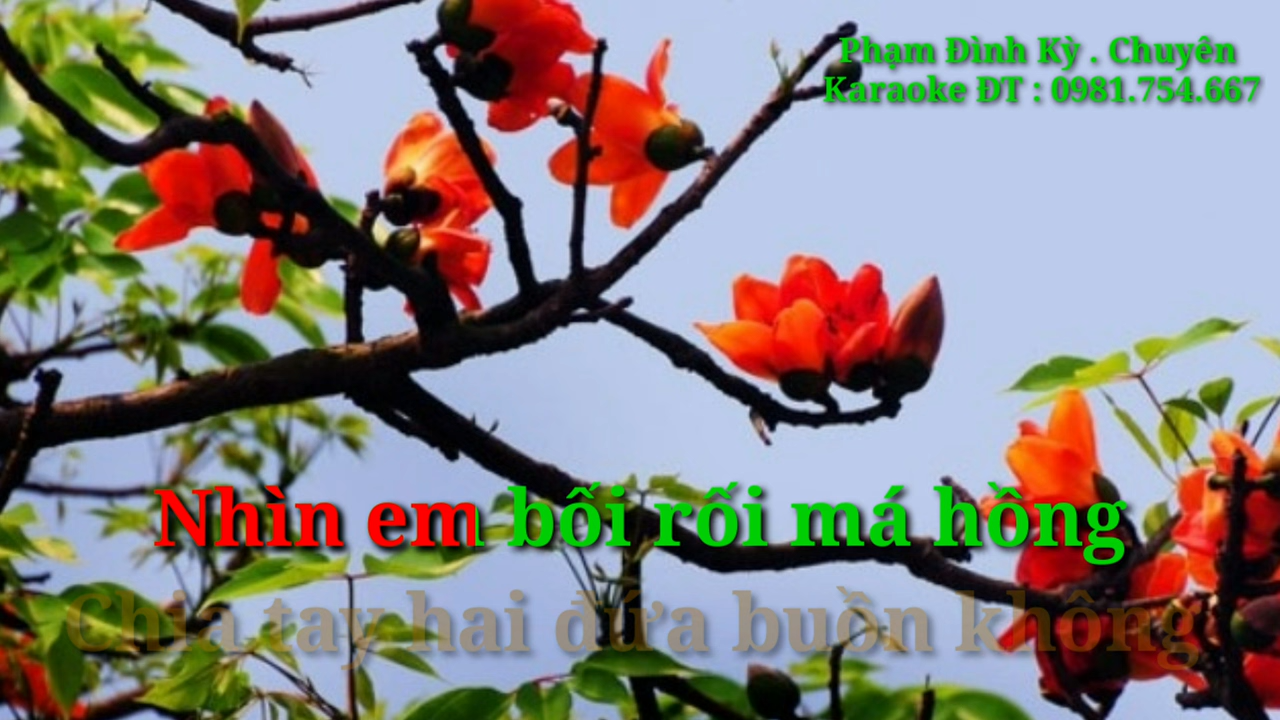 Phạm Đình Kỳ . Chuyên
Karaoke ĐT : 0981.754.667
Nhìn em bối rối má hồng
Chia tay hai đứa buồn không